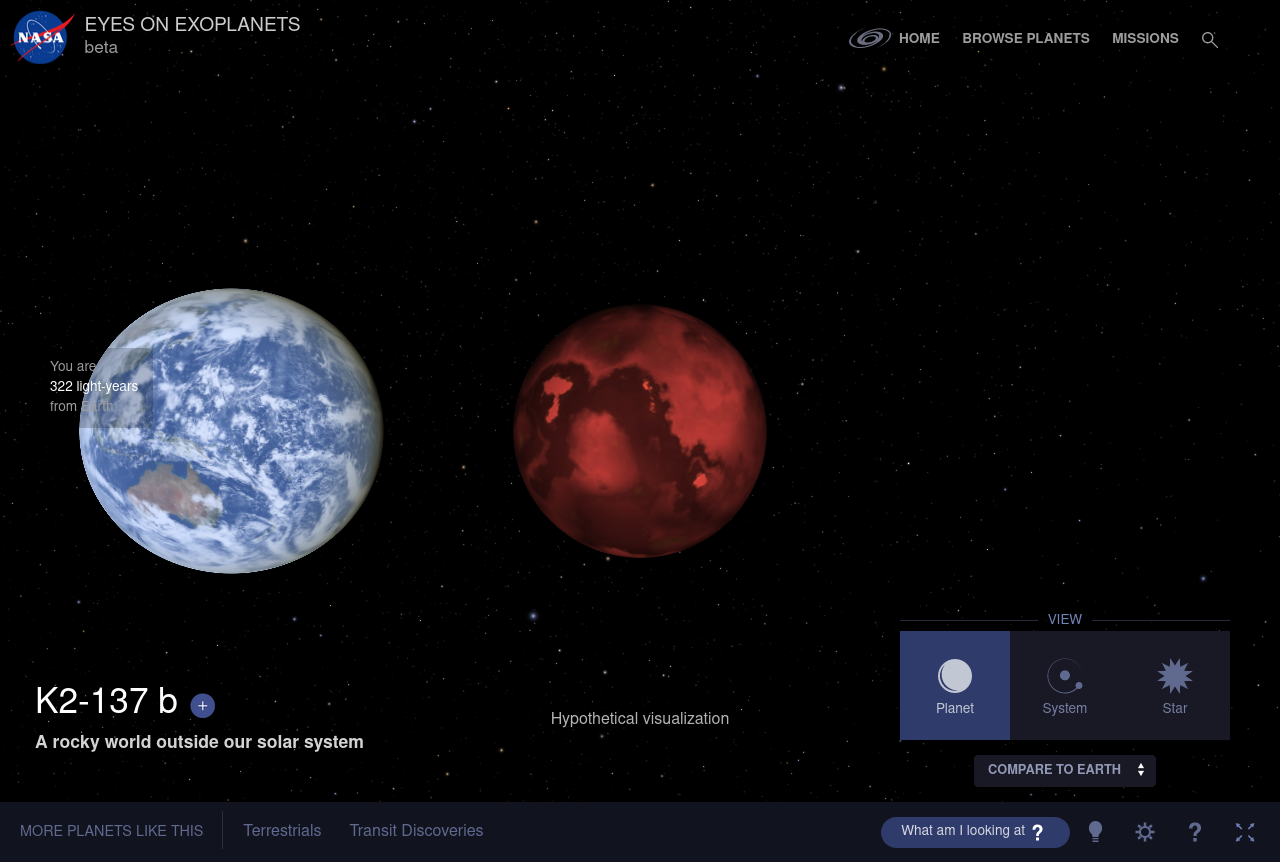 NASA
EYES ON EXOPLANETS
beta
HOME
BROWSE PLANETS
MISSIONS
You are
322 light-years
from Earth
K2-137 b +
A rocky world outside our solar system
Hypothetical visualization
VIEW
Planet
System
Star
COMPARE TO EARTH
MORE PLANETS LIKE THIS
Terrestrials
Transit Discoveries
What am I looking at ?
?